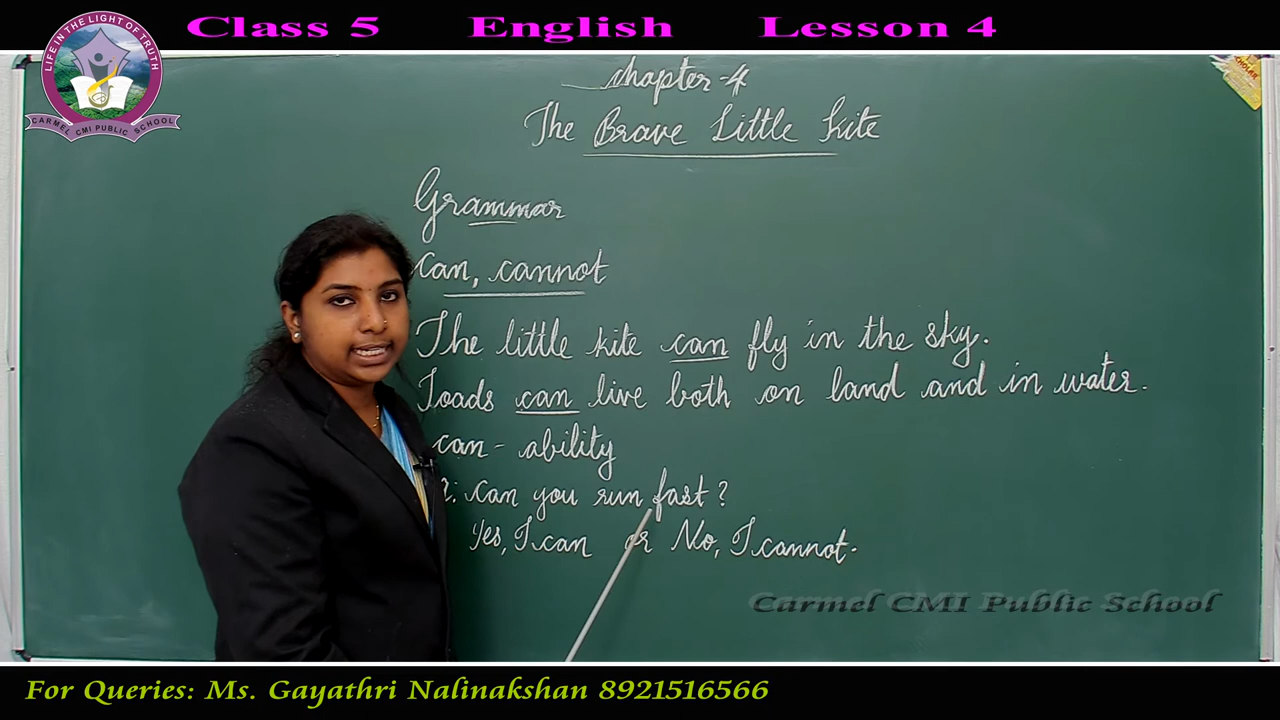 Class 5 English Lesson 4
LIFE IN THE LIGHT OF TRUTH
CARMEL CMI PUBLIC SCHOOL
Chapter-4
The Brave Little Kite
Grammar
Can, cannot
The little kite can fly in the sky.
Toads can live both on land and in water.
can - ability
Can you run fast?
Yes, I can or No, I cannot.
Carmel CMI Public School
For Queries: Ms. Gayathri Nalinakshan 8921516566